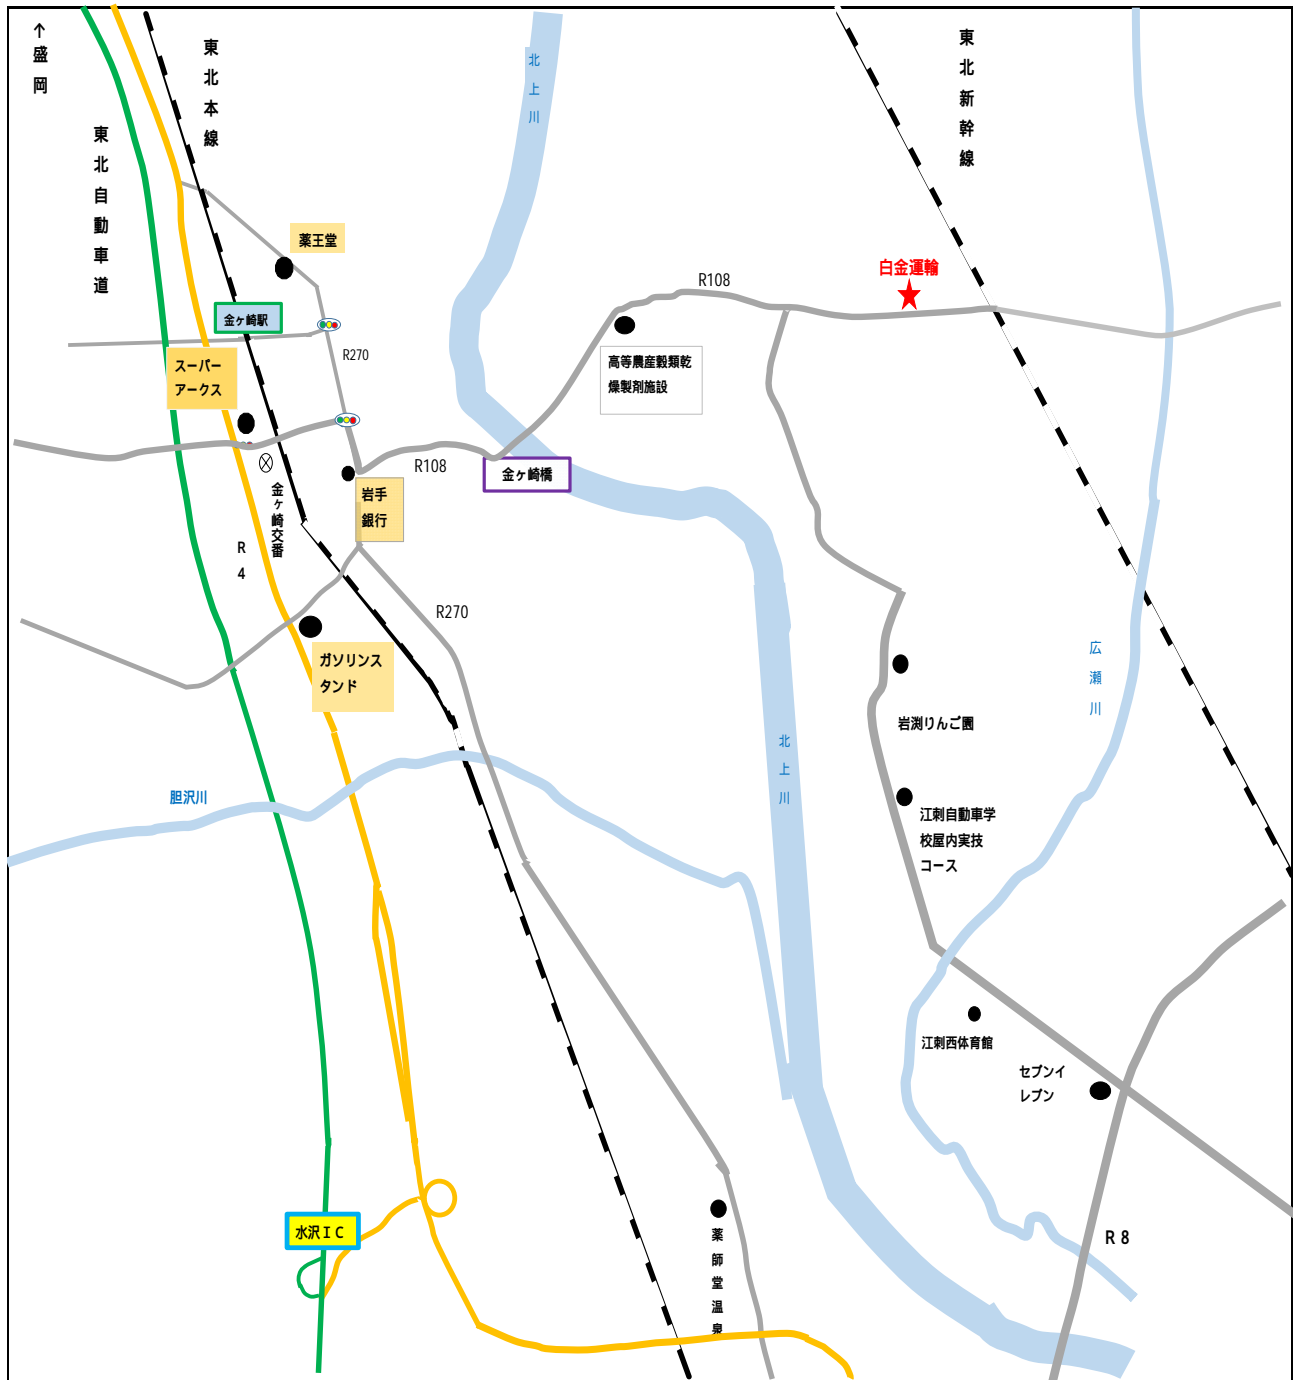 ↑盛岡
東北本線
東北自動車道
北上川
東北新幹線
薬王堂
金ヶ崎駅
スーパー
アークス
R270
R108
白金運輸
高等農産穀類乾
燥製剤施設
R108
金ヶ崎橋
岩手
銀行
金ヶ崎交番
R4
R270
ガソリンス
タンド
広瀬川
岩渕りんご園
北上川
胆沢川
江刺自動車学
校屋内実技
コース
江刺西体育館
セブンイ
レブン
水沢ＩＣ
薬師堂温泉
R8